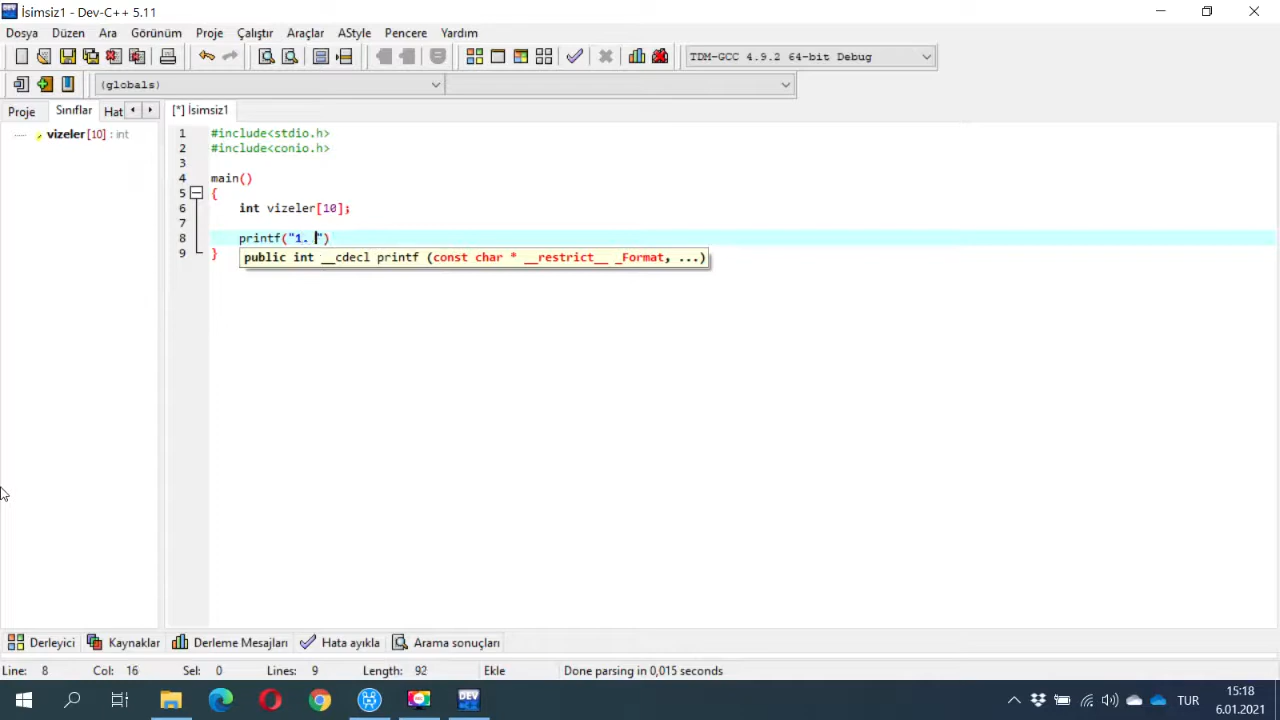 İsimsiz1 - Dev-C++ 5.11
Dosya Düzen Ara Görünüm Proje Çalıştır Araçlar AStyle Pencere Yardım
TDM-GCC 4.9.2 64-bit Debug
(globals)
Proje Sınıflar Hat [*] İsimsiz1
vizeler [10] : int
1 #include<stdio.h>
2 #include<conio.h>
3
4 main()
5 {
6 int vizeler[10];
7
8 printf("1. ")
9 }
public int __cdecl printf (const char * __restrict__ _Format, ...)
Derleyici Kaynaklar Derleme Mesajları Hata ayıkla Arama sonuçları
Line: 8 Col: 16 Sel: 0 Lines: 9 Length: 92 Ekle Done parsing in 0,015 seconds
DEV TUR 15:18
6.01.2021